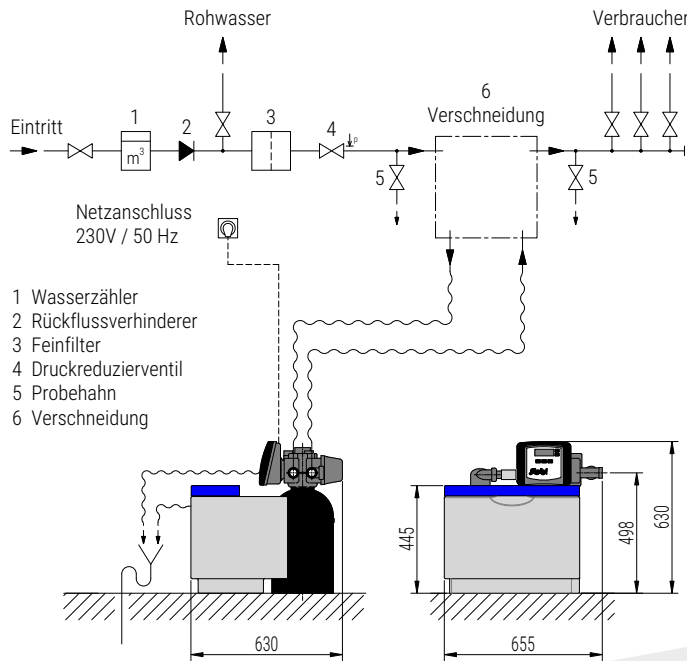 Rohwasser
Verbraucher
6
Verschneidung
Eintritt
1
2
3
4
m³
p
5
5
Netzanschluss
230V / 50 Hz
1 Wasserzähler
2 Rückflussverhinderer
3 Feinfilter
4 Druckreduzierventil
5 Probehahn
6 Verschneidung
445
498
630
630
655